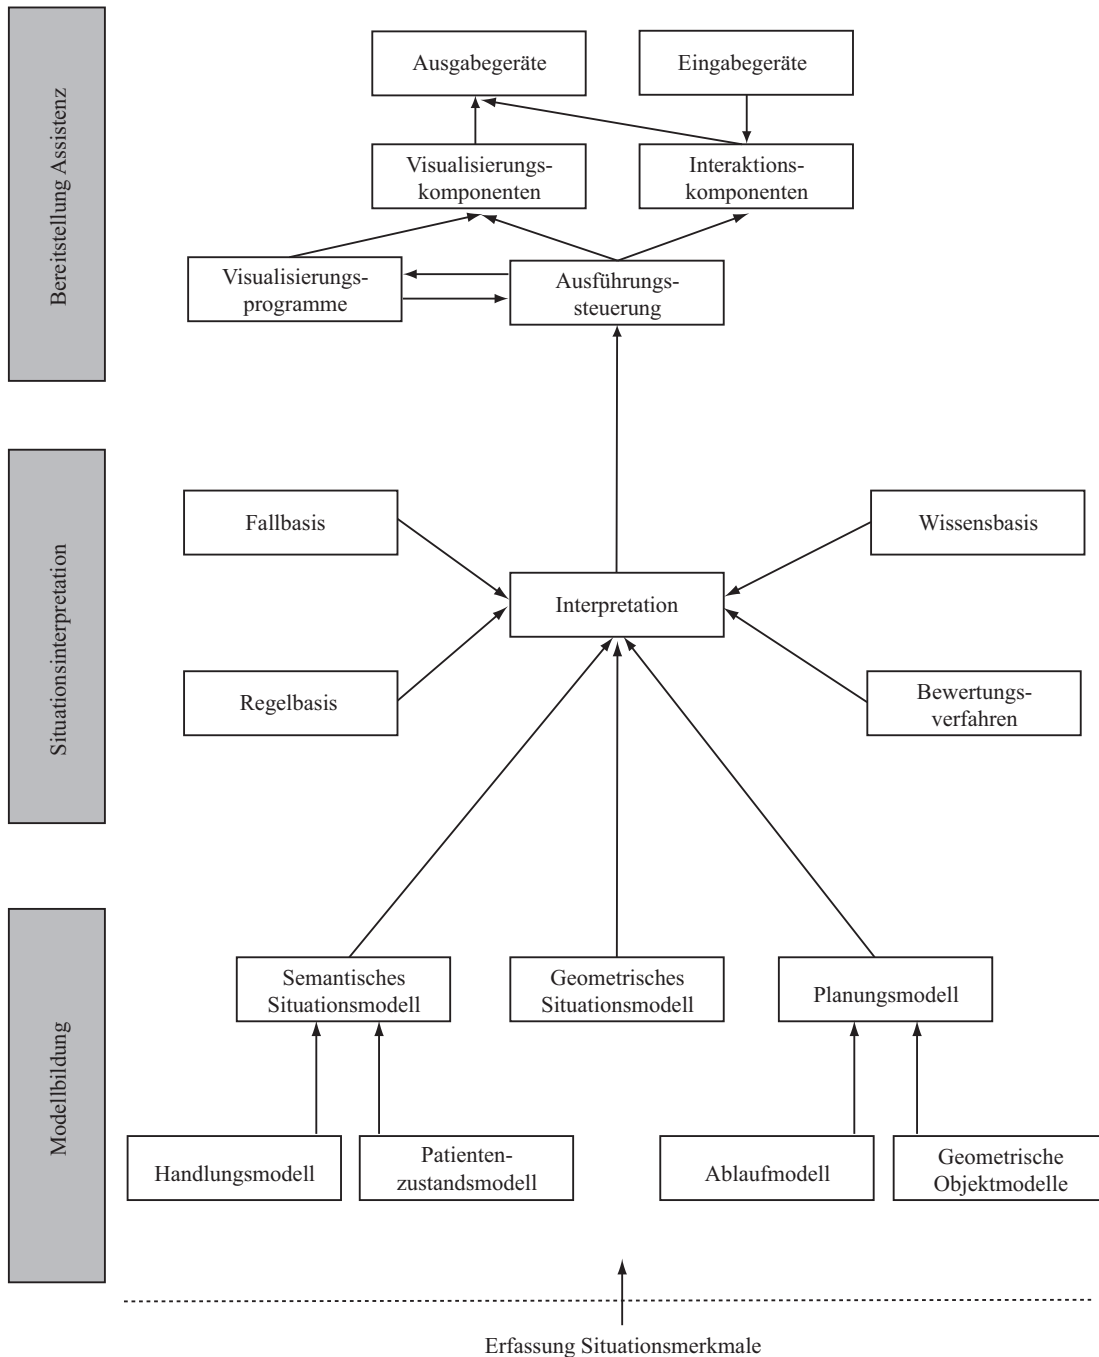 Bereitstellung Assistenz
Ausgabegeräte
Eingabegeräte
Visualisierungs-
komponenten
Interaktions-
komponenten
Visualisierungs-
programme
Ausführungs-
steuerung
Situationsinterpretation
Fallbasis
Wissensbasis
Interpretation
Regelbasis
Bewertungs-
verfahren
Modellbildung
Semantisches
Situationsmodell
Geometrisches
Situationsmodell
Planungsmodell
Handlungsmodell
Patienten-
zustandsmodell
Ablaufmodell
Geometrische
Objektmodelle
Erfassung Situationsmerkmale